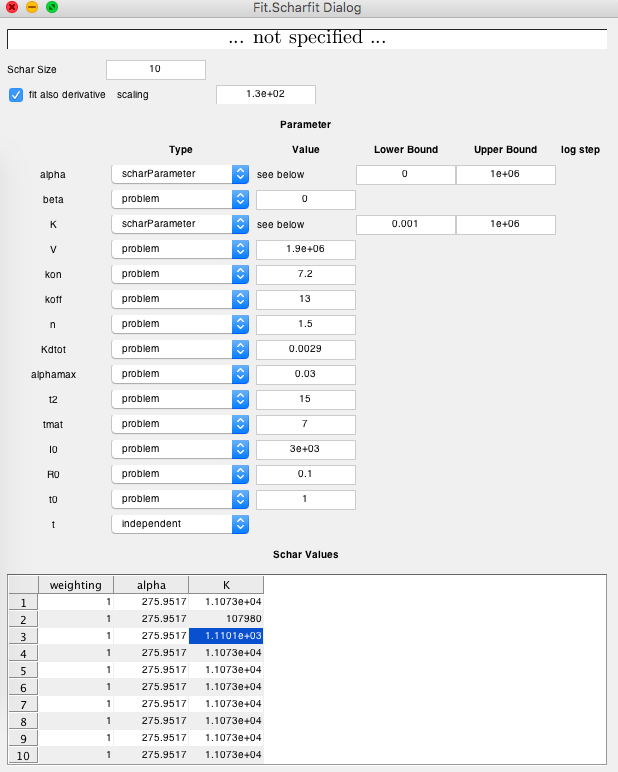 Fit.Scharfit Dialog
... not specified ...
Schar Size 10
fit also derivative scaling 1.3e+02
Parameter
Type Value Lower Bound Upper Bound log step
alpha scharParameter see below 0 1e+06
beta problem 0
K scharParameter see below 0.001 1e+06
V problem 1.9e+06
kon problem 7.2
koff problem 13
n problem 1.5
Kdtot problem 0.0029
alphamax problem 0.03
t2 problem 15
tmat problem 7
I0 problem 3e+03
R0 problem 0.1
t0 problem 1
t independent
Schar Values
weighting alpha K
1 1 275.9517 1.1073e+04
2 1 275.9517 107980
3 1 275.9517 1.1101e+03
4 1 275.9517 1.1073e+04
5 1 275.9517 1.1073e+04
6 1 275.9517 1.1073e+04
7 1 275.9517 1.1073e+04
8 1 275.9517 1.1073e+04
9 1 275.9517 1.1073e+04
10 1 275.9517 1.1073e+04